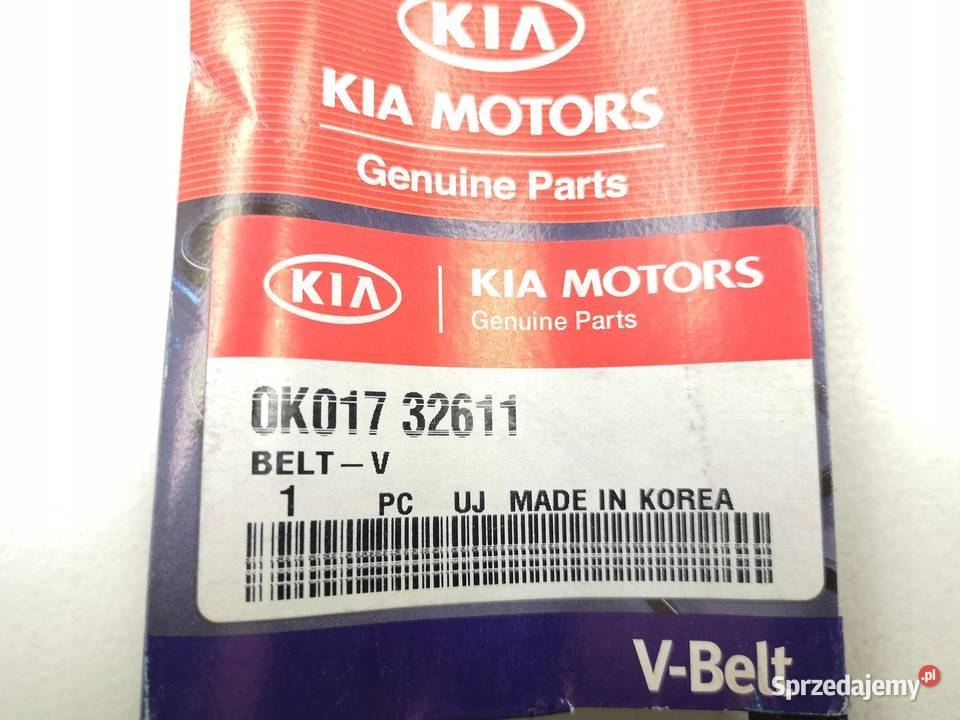 KIA
KIA MOTORS
Genuine Parts
KIA
KIA MOTORS
Genuine Parts
0K017 32611
BELT-V
1 PC UJ MADE IN KOREA
V-Belt
Sprzedajemy.pl